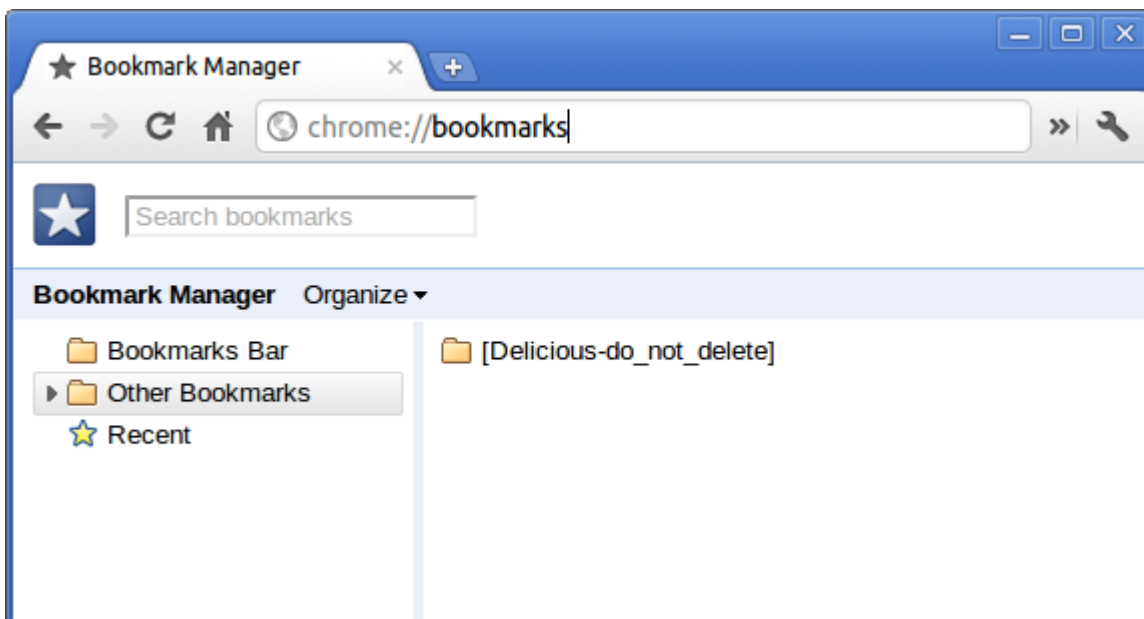 Bookmark Manager
chrome://bookmarks
Search bookmarks
Bookmark Manager Organize
Bookmarks Bar
[Delicious-do_not_delete]
Other Bookmarks
Recent